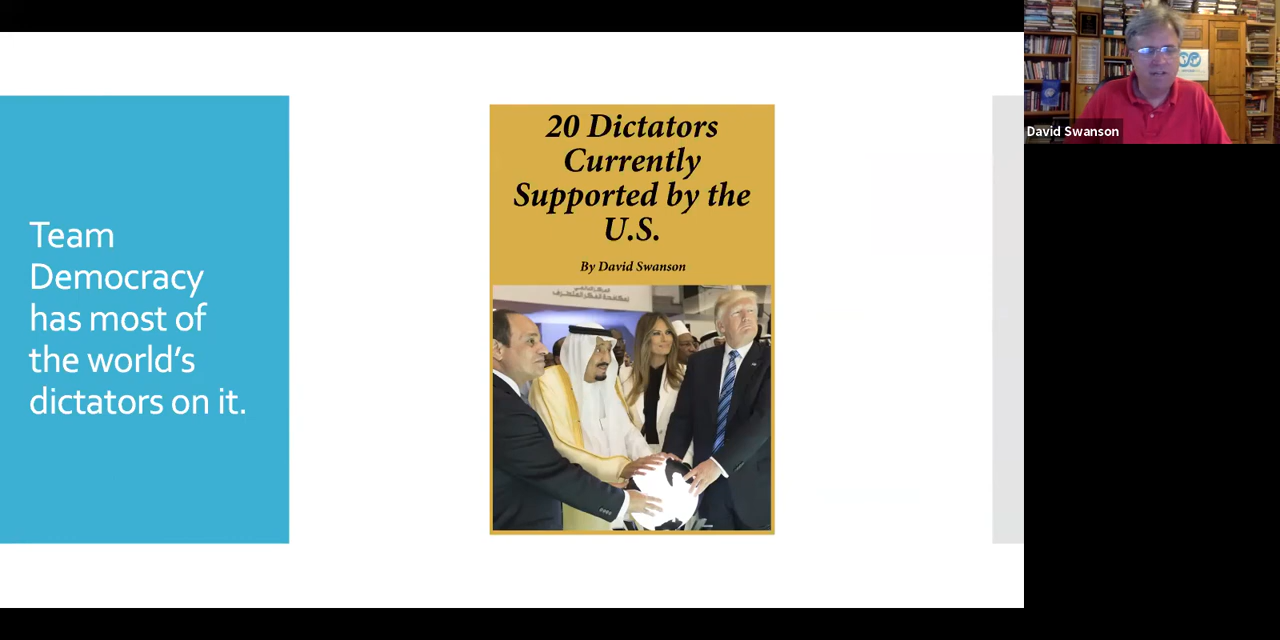 Team
Democracy
has most of
the world’s
dictators on it.
20 Dictators
Currently
Supported by the
U.S.
By David Swanson
David Swanson